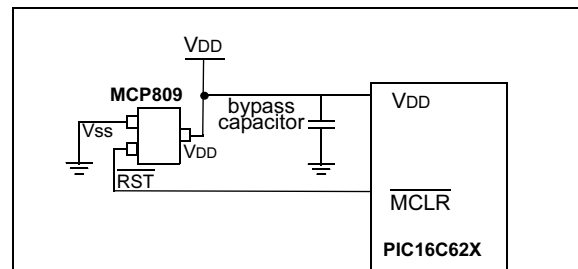 VDD
MCP809
bypass
capacitor
VDD
Vss
VDD
RST
MCLR
PIC16C62X